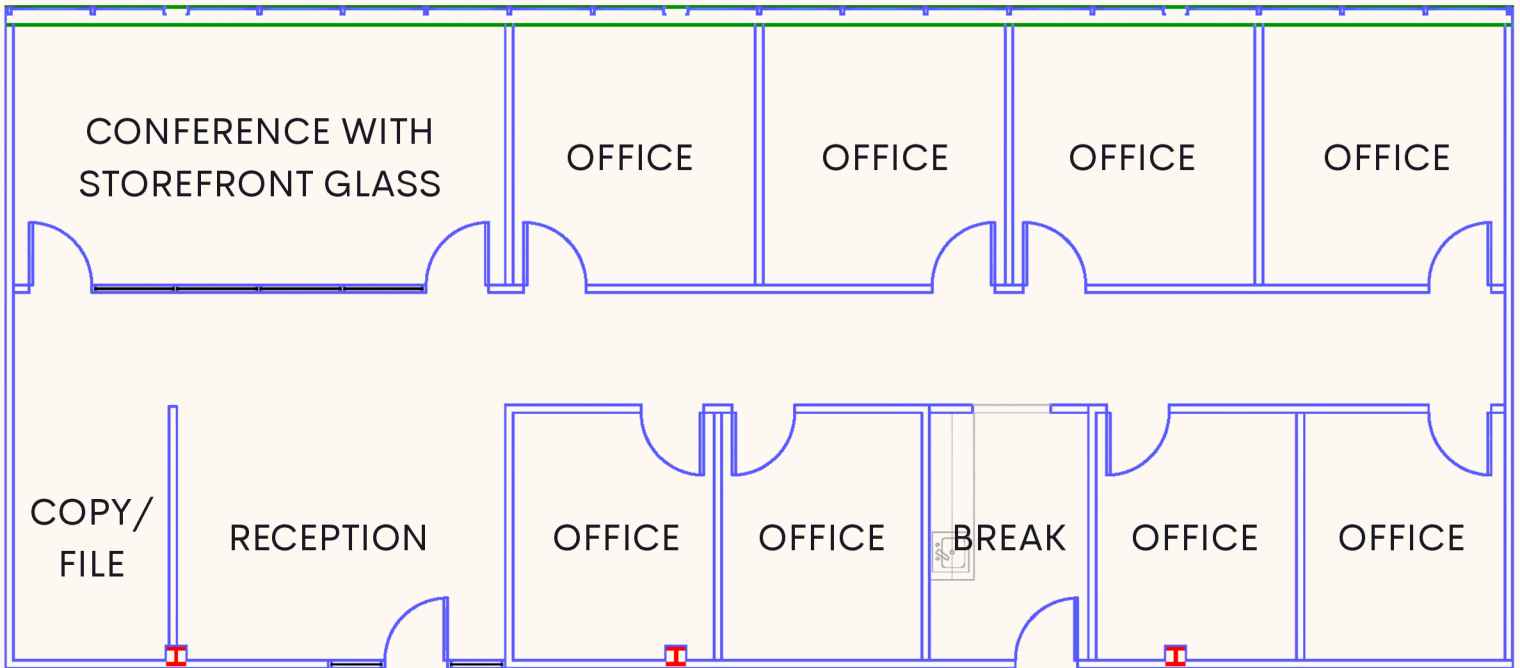 CONFERENCE WITH
STOREFRONT GLASS
OFFICE
OFFICE
OFFICE
OFFICE
COPY/
FILE
RECEPTION
OFFICE
OFFICE
BREAK
OFFICE
OFFICE